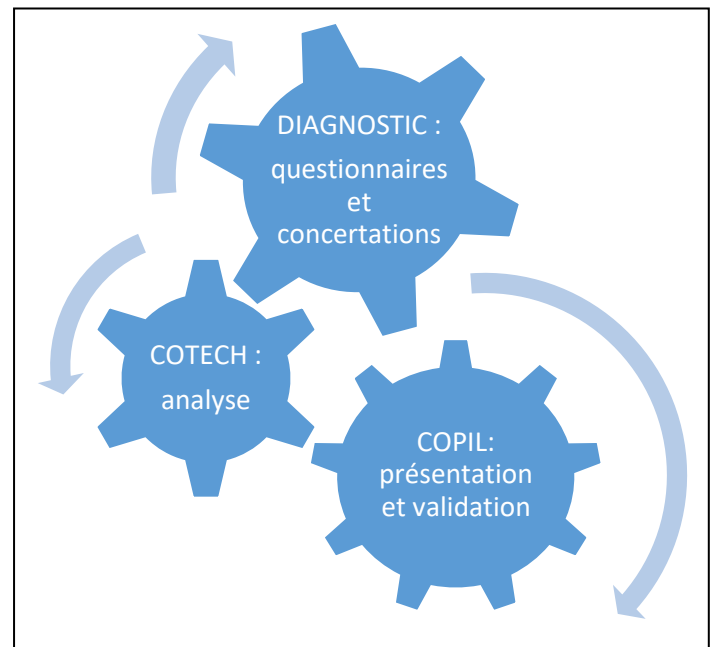 DIAGNOSTIC :
questionnaires
et
concertations
COTECH :
analyse
COPIL:
présentation
et validation